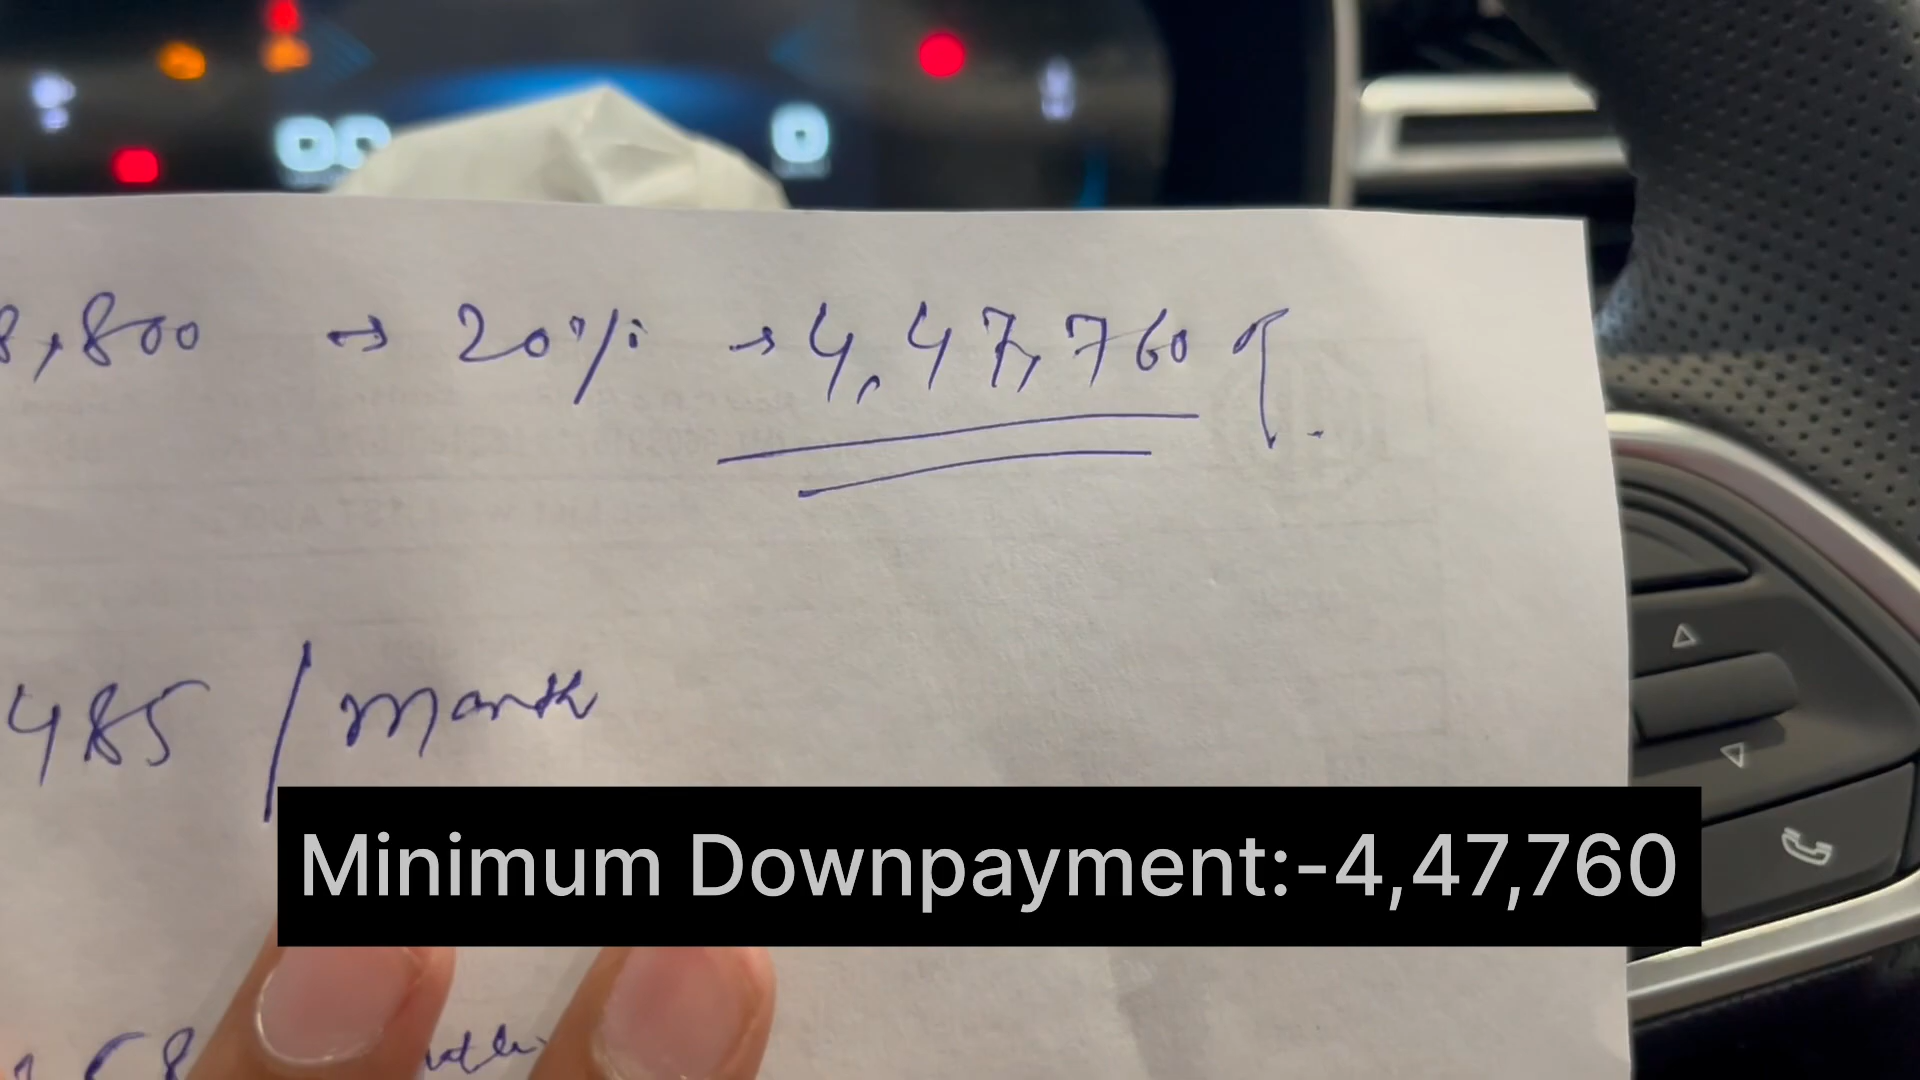 8,800 → 20% → 4,47,760
485 / month
Minimum Downpayment:-4,47,760